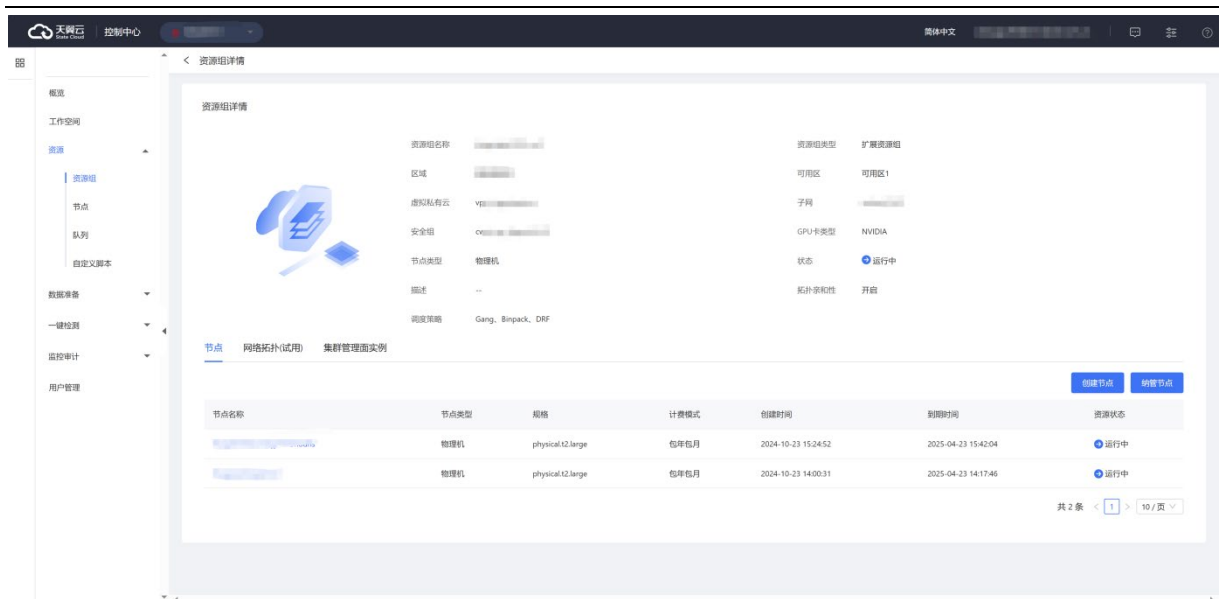 天翼云 State Cloud 控制中心 简体中文
资源组详情
概览
工作空间
资源
资源组
节点
队列
自定义脚本
数据准备
一键检测
监控审计
用户管理
资源组详情
资源组名称 资源组类型 扩展资源组
区域 可用区 可用区1
虚拟私有云 子网
安全组 GPU卡类型 NVIDIA
节点类型 物理机 状态 运行中
描述 -- 拓扑亲和性 开启
调度策略 Gang、Binpack、DRF
节点 网络拓扑(试用) 集群管理面实例
创建节点 纳管节点
节点名称 节点类型 规格 计费模式 创建时间 到期时间 资源状态
物理机 physical.t2.large 包年包月 2024-10-23 15:24:52 2025-04-23 15:42:04 运行中
物理机 physical.t2.large 包年包月 2024-10-23 14:00:31 2025-04-23 14:17:46 运行中
共 2 条 < 1 > 10 / 页